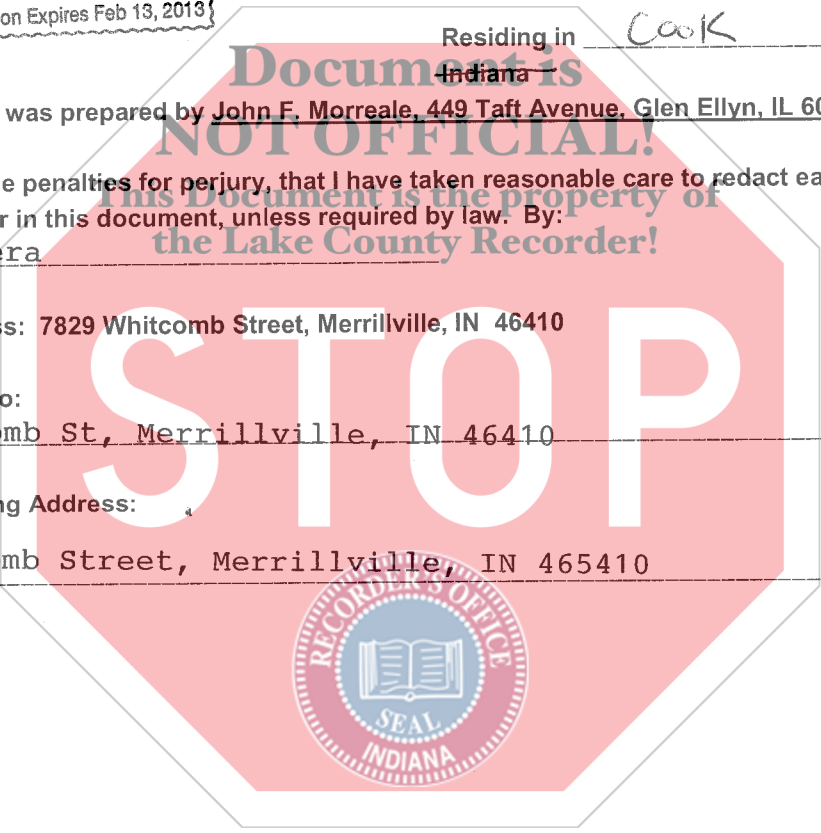 on Expires Feb 13, 2013
Residing in Cook
Indiana
Document is
was prepared by John F. Morreale, 449 Taft Avenue, Glen Ellyn, IL 60
NOT OFFICIAL!
e penalties for perjury, that I have taken reasonable care to redact ea
This Document is the property of
r in this document, unless required by law. By:
the Lake County Recorder!
era
ss: 7829 Whitcomb Street, Merrillville, IN 46410
STOP
o:
omb St, Merrillville, IN 46410
ng Address:
mb Street, Merrillville, IN 465410
RECORDER'S OFFICE
SEAL
INDIANA